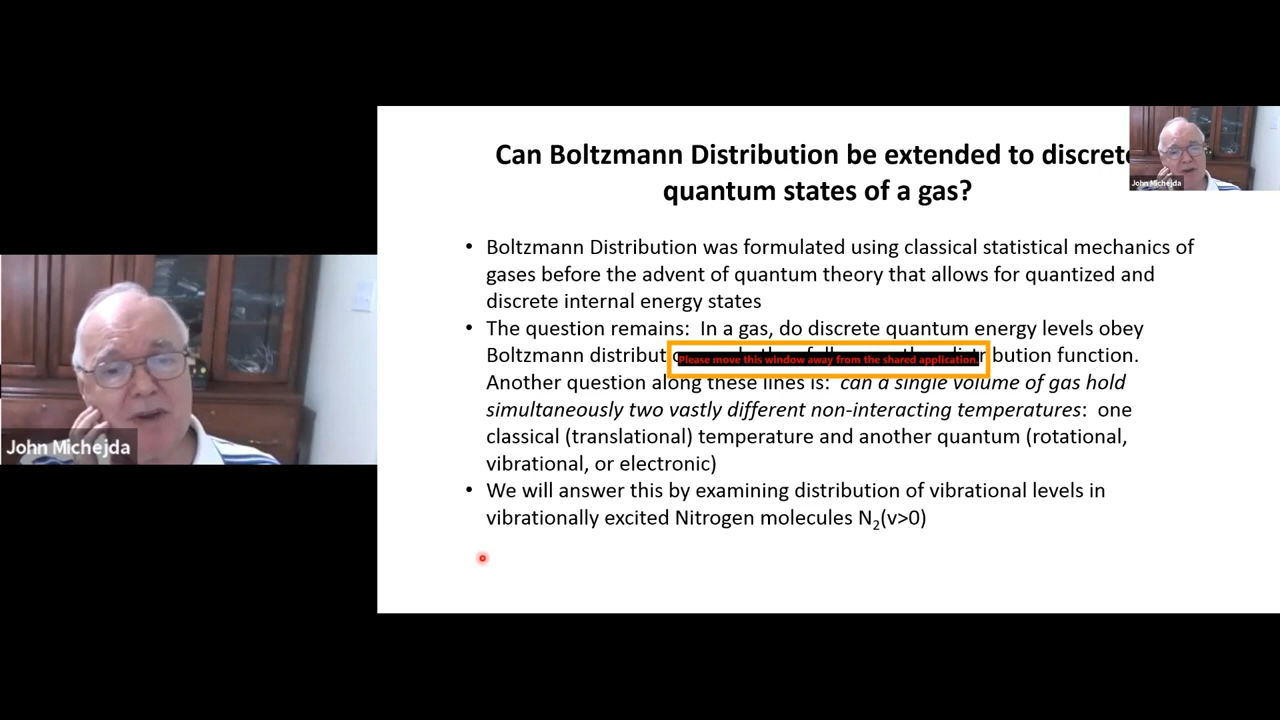 Can Boltzmann Distribution be extended to discret
quantum states of a gas?
John Michejda
• Boltzmann Distribution was formulated using classical statistical mechanics of
gases before the advent of quantum theory that allows for quantized and
discrete internal energy states
• The question remains: In a gas, do discrete quantum energy levels obey
Boltzmann distribut bution function.
Please move this window away from the shared application.
Another question along these lines is: can a single volume of gas hold
simultaneously two vastly different non-interacting temperatures: one
classical (translational) temperature and another quantum (rotational,
vibrational, or electronic)
• We will answer this by examining distribution of vibrational levels in
vibrationally excited Nitrogen molecules N2(v>0)
John Michejda